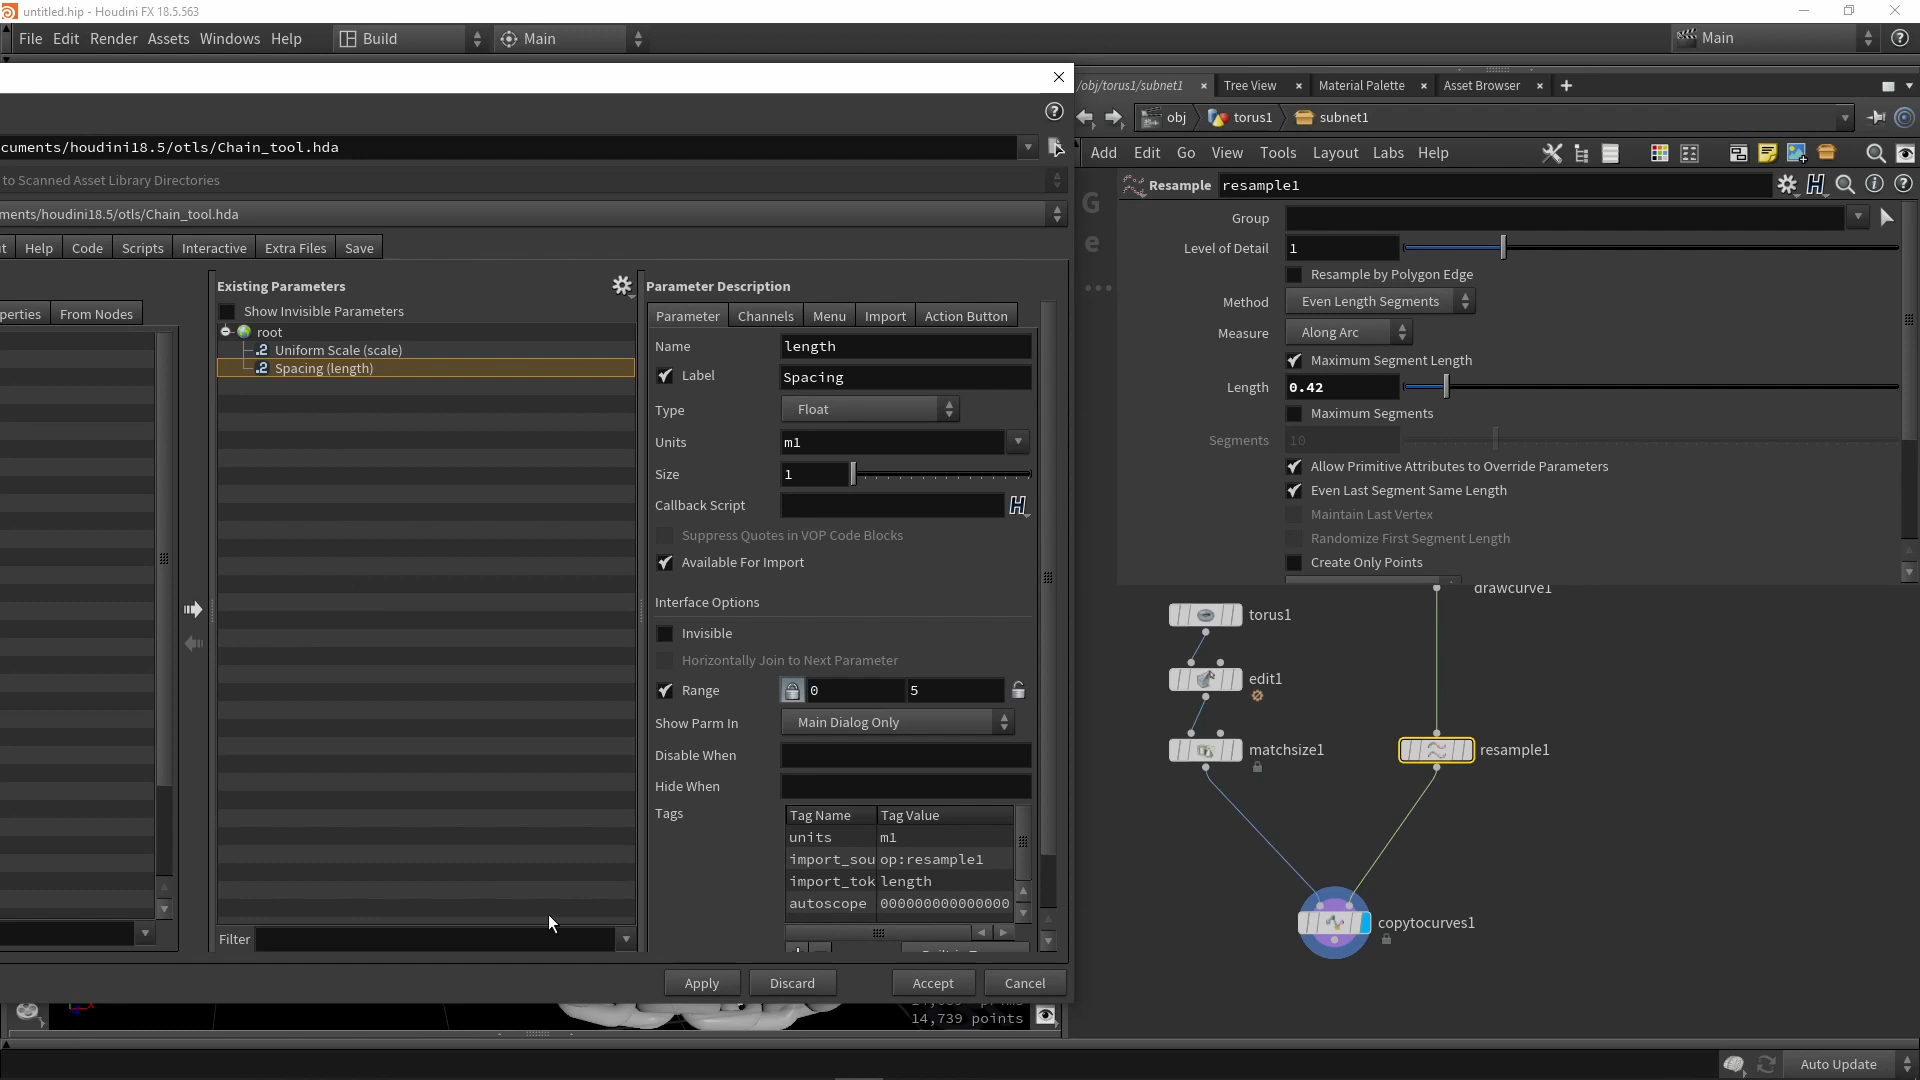 untitled.hip - Houdini FX 18.5.563
File Edit Render Assets Windows Help
Build
Main
Main
/obj/torus1/subnet1
Tree View
Material Palette
Asset Browser
obj
torus1
subnet1
cuments/houdini18.5/otls/Chain_tool.hda
to Scanned Asset Library Directories
ments/houdini18.5/otls/Chain_tool.hda
Help
Code
Scripts
Interactive
Extra Files
Save
perties
From Nodes
Existing Parameters
Show Invisible Parameters
root
.2 Uniform Scale (scale)
.2 Spacing (length)
Filter
Parameter Description
Parameter
Channels
Menu
Import
Action Button
Name
length
Label
Spacing
Type
Float
Units
m1
Size
1
Callback Script
Suppress Quotes in VOP Code Blocks
Available For Import
Interface Options
Invisible
Horizontally Join to Next Parameter
Range
0
5
Show Parm In
Main Dialog Only
Disable When
Hide When
Tags
Tag Name
Tag Value
units
m1
import_sou
op:resample1
import_tok
length
autoscope
000000000000000
Apply
Discard
Accept
Cancel
14,739 points
Add Edit Go View Tools Layout Labs Help
Resample
resample1
G
e
...
Group
Level of Detail
1
Resample by Polygon Edge
Method
Even Length Segments
Measure
Along Arc
Maximum Segment Length
Length
0.42
Maximum Segments
Segments
10
Allow Primitive Attributes to Override Parameters
Even Last Segment Same Length
Maintain Last Vertex
Randomize First Segment Length
Create Only Points
drawcurve1
torus1
edit1
matchsize1
resample1
copytocurves1
Auto Update